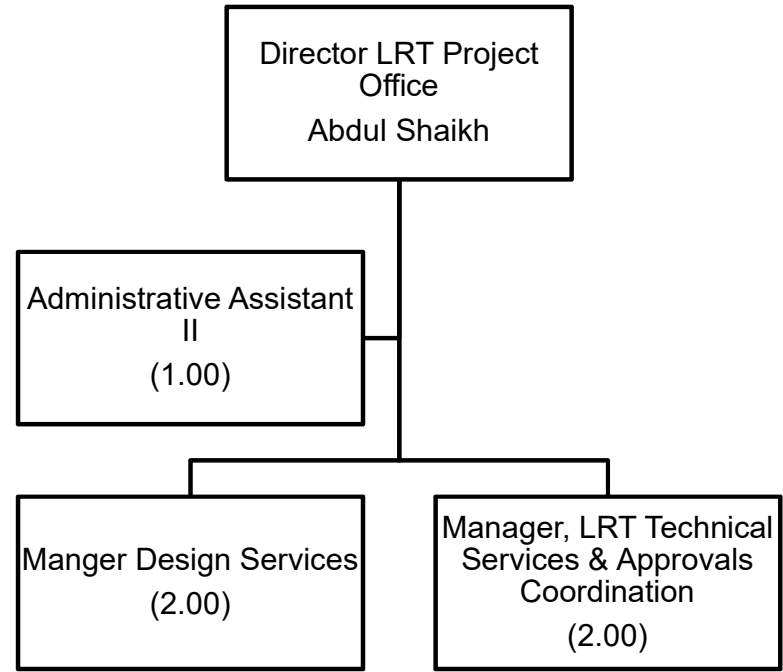 Director LRT Project
Office
Abdul Shaikh
Administrative Assistant
II
(1.00)
Manger Design Services
(2.00)
Manager, LRT Technical
Services & Approvals
Coordination
(2.00)